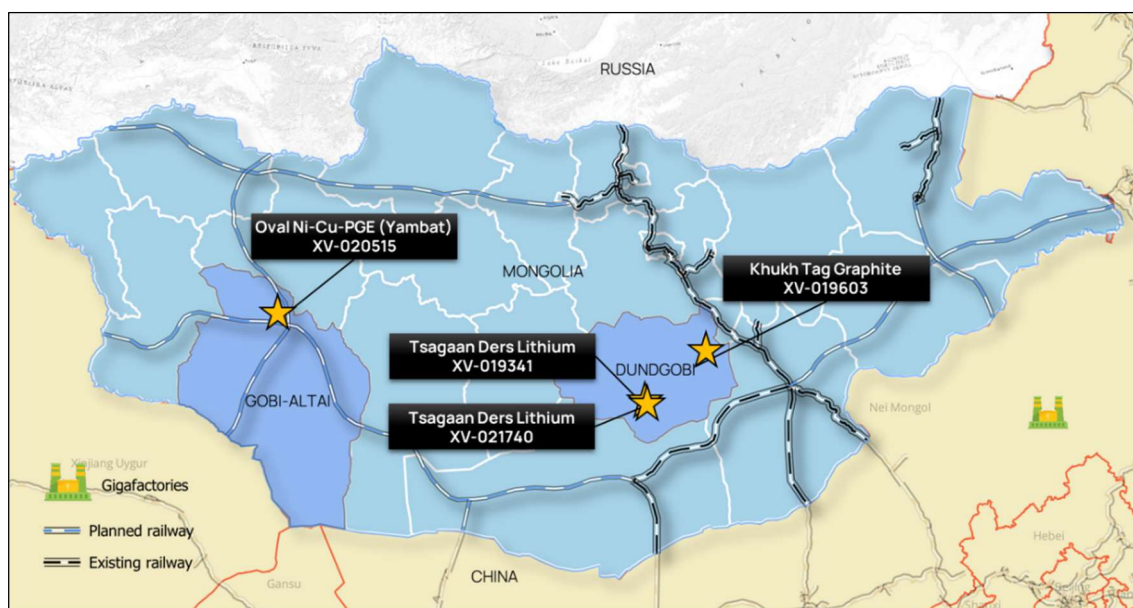 RUSSIA
Oval Ni-Cu-PGE (Yambat)
XV-020515
MONGOLIA
Khukh Tag Graphite
XV-019603
Tsagaan Ders Lithium
XV-019341
DUNDGOBI
GOBI-ALTAI
Tsagaan Ders Lithium
XV-021740
Nei Mongol
Xinjiang Uygur
Gigafactories
Planned railway
Existing railway
Gansu
CHINA
Hebei
Beijing